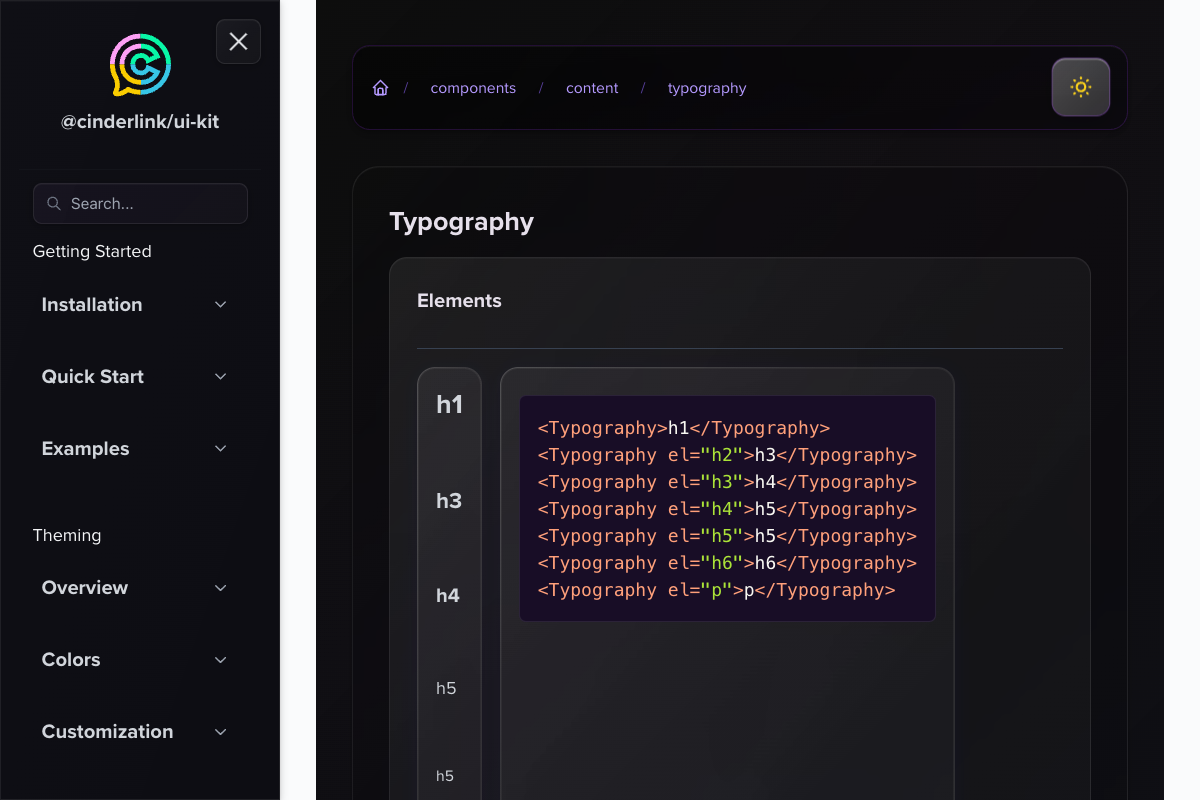 @cinderlink/ui-kit
Search...
Getting Started
Installation
Quick Start
Examples
Theming
Overview
Colors
Customization
/ components / content / typography
Typography
Elements
h1
h3
h4
h5
h5
<Typography>h1</Typography>
<Typography el="h2">h3</Typography>
<Typography el="h3">h4</Typography>
<Typography el="h4">h5</Typography>
<Typography el="h5">h5</Typography>
<Typography el="h6">h6</Typography>
<Typography el="p">p</Typography>